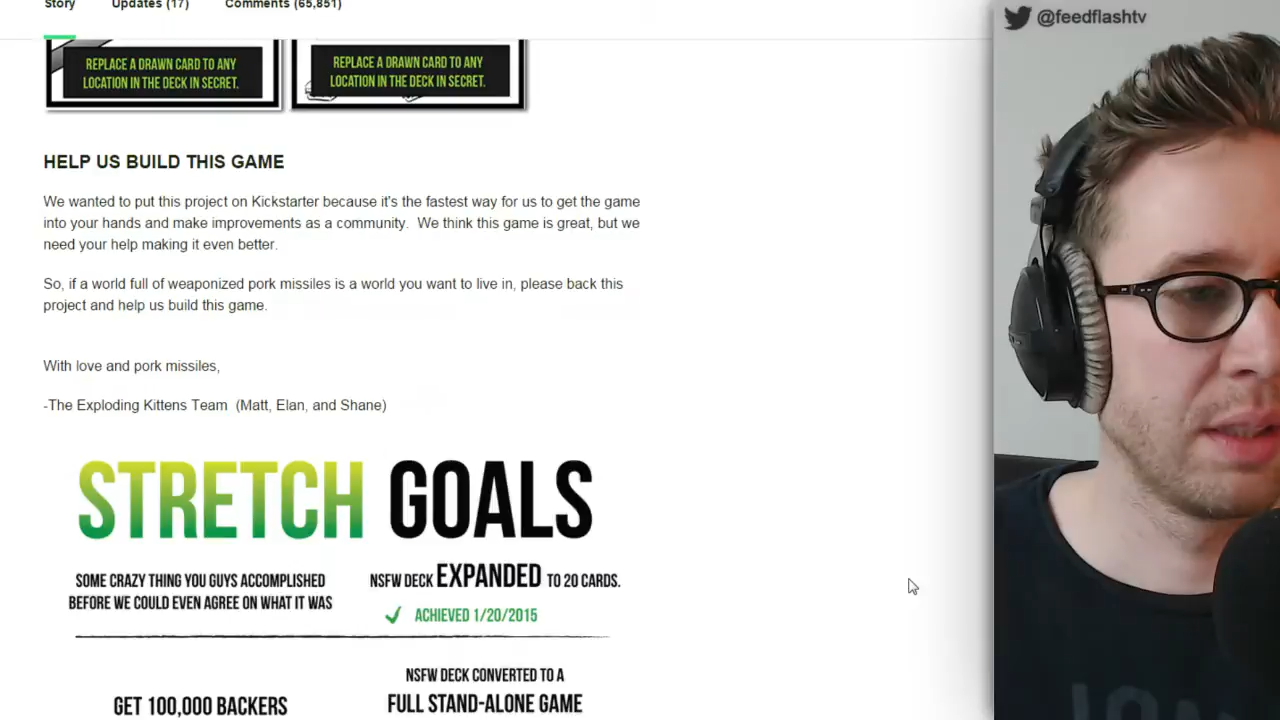 Story Updates (17) Comments (65,851)
@feedflashtv
REPLACE A DRAWN CARD TO ANY
LOCATION IN THE DECK IN SECRET.
REPLACE A DRAWN CARD TO ANY
LOCATION IN THE DECK IN SECRET.
HELP US BUILD THIS GAME
We wanted to put this project on Kickstarter because it's the fastest way for us to get the game
into your hands and make improvements as a community. We think this game is great, but we
need your help making it even better.
So, if a world full of weaponized pork missiles is a world you want to live in, please back this
project and help us build this game.
With love and pork missiles,
-The Exploding Kittens Team (Matt, Elan, and Shane)
STRETCH GOALS
SOME CRAZY THING YOU GUYS ACCOMPLISHED
BEFORE WE COULD EVEN AGREE ON WHAT IT WAS
NSFW DECK EXPANDED TO 20 CARDS.
ACHIEVED 1/20/2015
GET 100,000 BACKERS
NSFW DECK CONVERTED TO A
FULL STAND-ALONE GAME